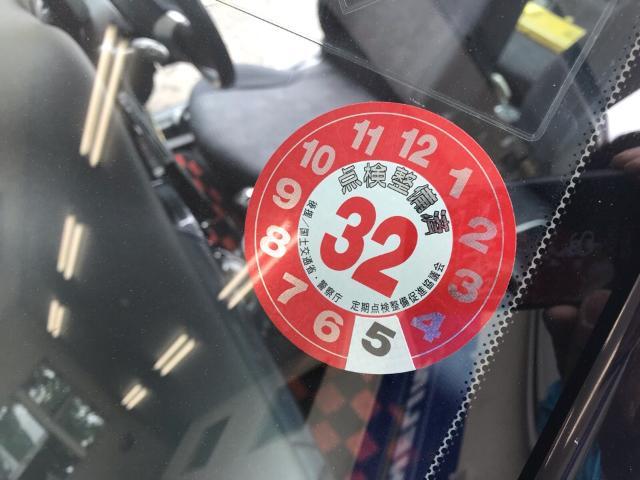 11 12 1 2 3 4 5 6 7 8 9 10
点検整備済
32
後援/国土交通省・警察庁 定期点検整備促進協議会